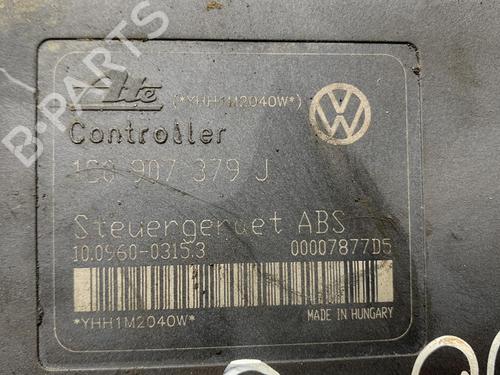 B-PARTS
Ate (*YHH1M2040W*)
Controller
1C0 907 379 J
Steuergeraet ABS
10.0960-0315.3 00007877D5
*YHH1M2040W*
MADE IN HUNGARY